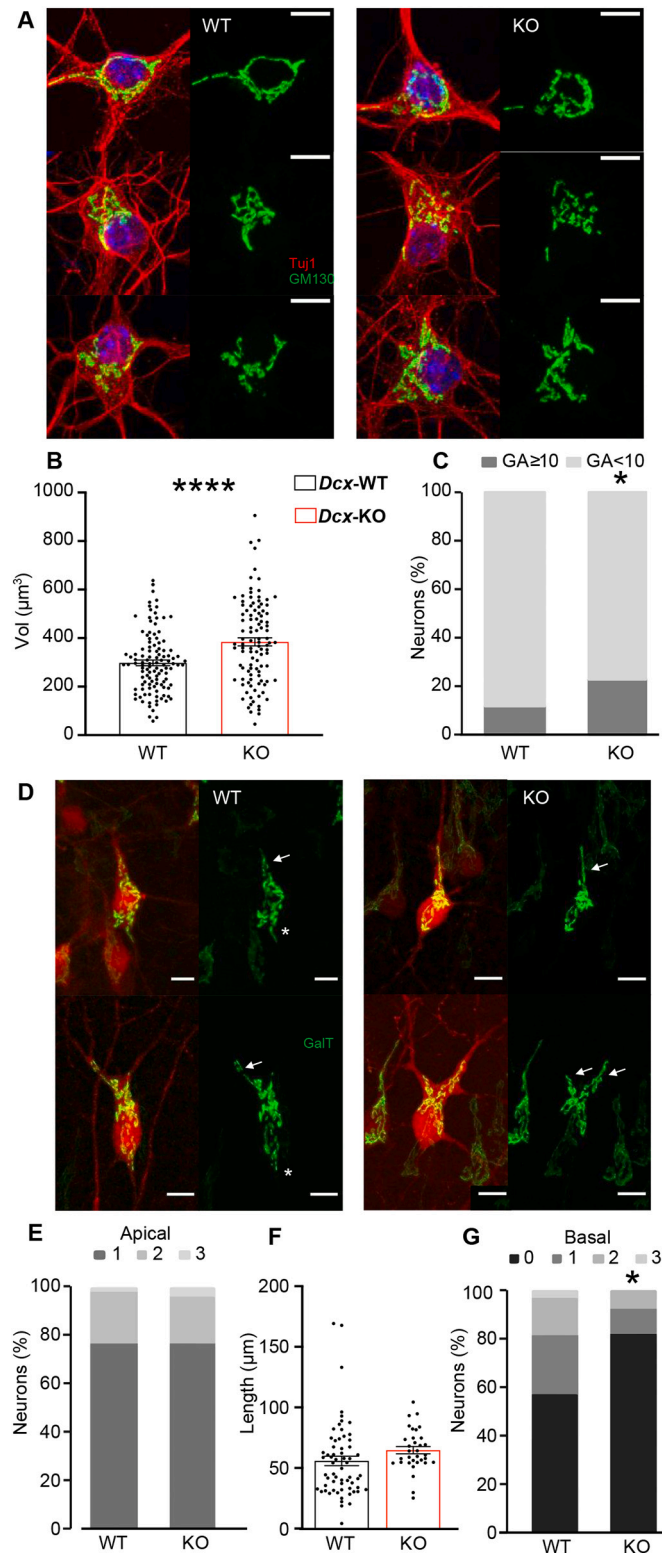 A
WT
KO
Tuj1
GM130
B
****
Dcx-WT
Dcx-KO
Vol (µm³)
1000
800
600
400
200
0
WT
KO
C
GA≥10
GA<10
*
Neurons (%)
100
80
60
40
20
0
WT
KO
D
WT
KO
*
GalT
*
E
Apical
1
2
3
Neurons (%)
100
80
60
40
20
0
WT
KO
F
Length (µm)
200
150
100
50
0
WT
KO
G
Basal
0
1
2
3
*
Neurons (%)
100
80
60
40
20
0
WT
KO